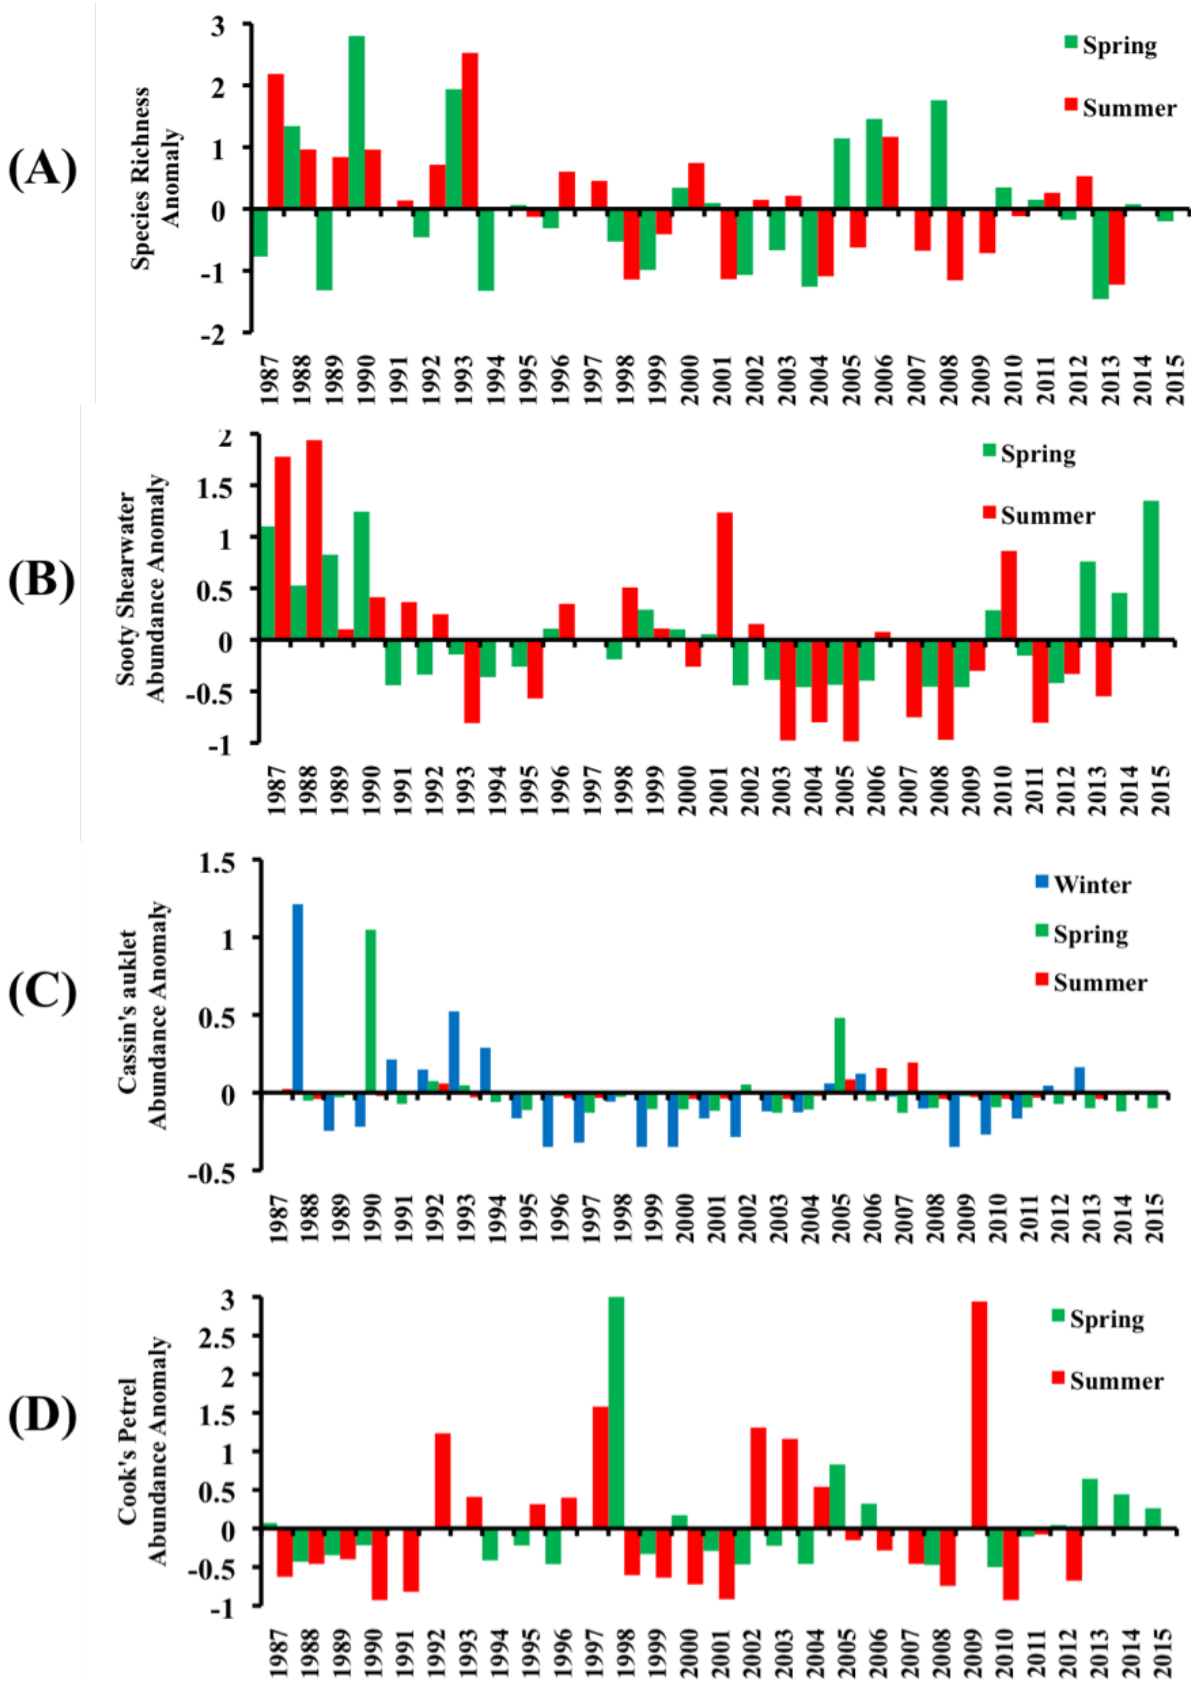 (A)
Species Richness
Anomaly
3
2
1
0
-1
-2
Spring
Summer
1987 1988 1989 1990 1991 1992 1993 1994 1995 1996 1997 1998 1999 2000 2001 2002 2003 2004 2005 2006 2007 2008 2009 2010 2011 2012 2013 2014 2015
(B)
Sooty Shearwater
Abundance Anomaly
2
1.5
1
0.5
0
-0.5
-1
Spring
Summer
1987 1988 1989 1990 1991 1992 1993 1994 1995 1996 1997 1998 1999 2000 2001 2002 2003 2004 2005 2006 2007 2008 2009 2010 2011 2012 2013 2014 2015
(C)
Cassin's auklet
Abundance Anomaly
1.5
1
0.5
0
-0.5
Winter
Spring
Summer
1987 1988 1989 1990 1991 1992 1993 1994 1995 1996 1997 1998 1999 2000 2001 2002 2003 2004 2005 2006 2007 2008 2009 2010 2011 2012 2013 2014 2015
(D)
Cook's Petrel
Abundance Anomaly
3
2.5
2
1.5
1
0.5
0
-0.5
-1
Spring
Summer
1987 1988 1989 1990 1991 1992 1993 1994 1995 1996 1997 1998 1999 2000 2001 2002 2003 2004 2005 2006 2007 2008 2009 2010 2011 2012 2013 2014 2015